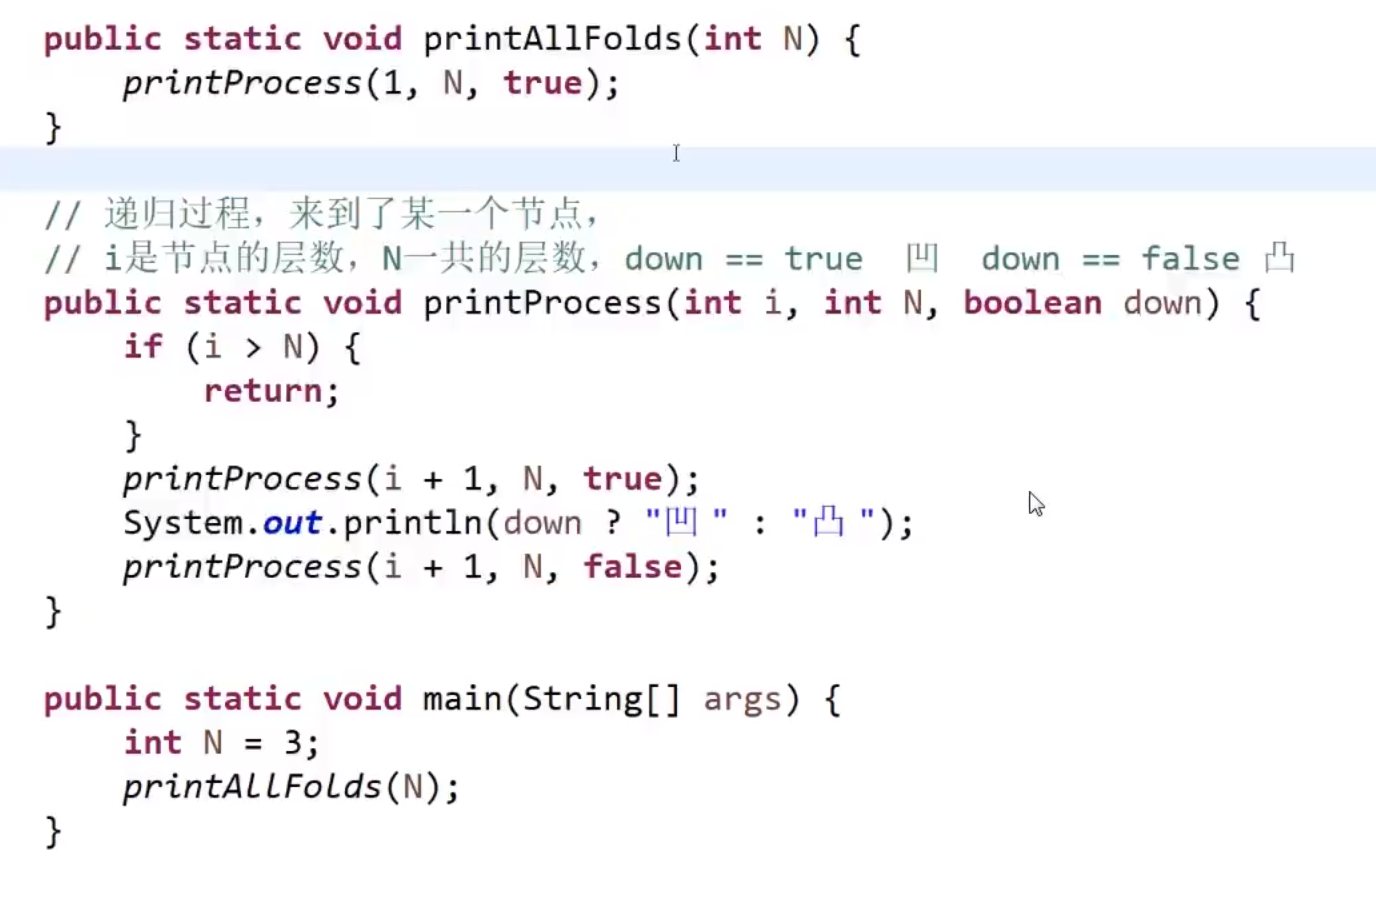 public static void printAllFolds(int N) {
    printProcess(1, N, true);
}
// 递归过程，来到了某一个节点，
// i是节点的层数，N一共的层数，down == true  凹  down == false 凸
public static void printProcess(int i, int N, boolean down) {
    if (i > N) {
        return;
    }
    printProcess(i + 1, N, true);
    System.out.println(down ? "凹 " : "凸 ");
    printProcess(i + 1, N, false);
}
public static void main(String[] args) {
    int N = 3;
    printAllFolds(N);
}